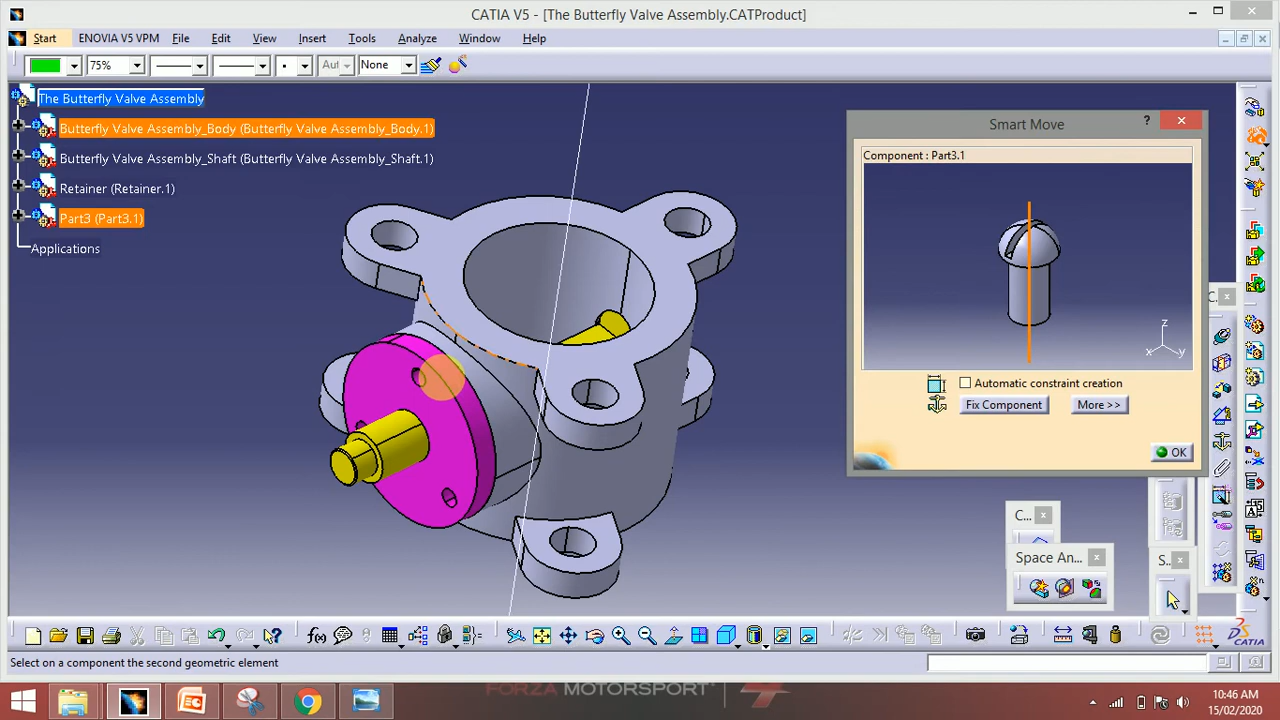 CATIA V5 - [The Butterfly Valve Assembly.CATProduct]
Start ENOVIA V5 VPM File Edit View Insert Tools Analyze Window Help
75% Aut None
The Butterfly Valve Assembly
Butterfly Valve Assembly_Body (Butterfly Valve Assembly_Body.1)
Butterfly Valve Assembly_Shaft (Butterfly Valve Assembly_Shaft.1)
Retainer (Retainer.1)
Part3 (Part3.1)
Applications
Smart Move
?
Component : Part3.1
z
x y
Automatic constraint creation
Fix Component More >>
OK
C...
C...
Space An...
S...
f(x)
Select on a component the second geometric element
CATIA
FORZA MOTORSPORT
10:46 AM
15/02/2020